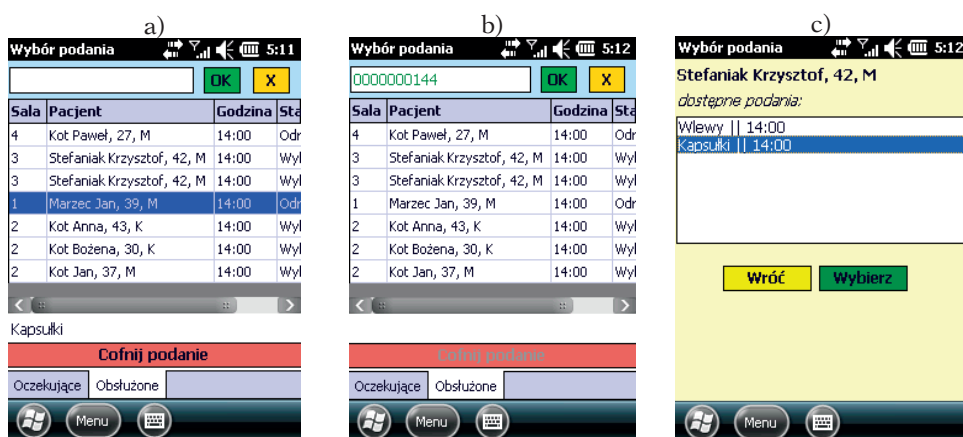 a)
Wybór podania 5:11
OK X
Sala Pacjent Godzina Sta
4 Kot Paweł, 27, M 14:00 Odr
3 Stefaniak Krzysztof, 42, M 14:00 Wyl
3 Stefaniak Krzysztof, 42, M 14:00 Wyl
1 Marzec Jan, 39, M 14:00 Odr
2 Kot Anna, 43, K 14:00 Wyl
2 Kot Bożena, 30, K 14:00 Wyl
2 Kot Jan, 37, M 14:00 Wyl
Kapsułki
Cofnij podanie
Oczekujące Obsłużone
Menu
b)
Wybór podania 5:12
0000000144 OK X
Sala Pacjent Godzina Sta
4 Kot Paweł, 27, M 14:00 Odr
3 Stefaniak Krzysztof, 42, M 14:00 Wyl
3 Stefaniak Krzysztof, 42, M 14:00 Wyl
1 Marzec Jan, 39, M 14:00 Odr
2 Kot Anna, 43, K 14:00 Wyl
2 Kot Bożena, 30, K 14:00 Wyl
2 Kot Jan, 37, M 14:00 Wyl
Cofnij podanie
Oczekujące Obsłużone
Menu
c)
Wybór podania 5:12
Stefaniak Krzysztof, 42, M
dostępne podania:
Wlewy || 14:00
Kapsułki || 14:00
Wróć Wybierz
Menu